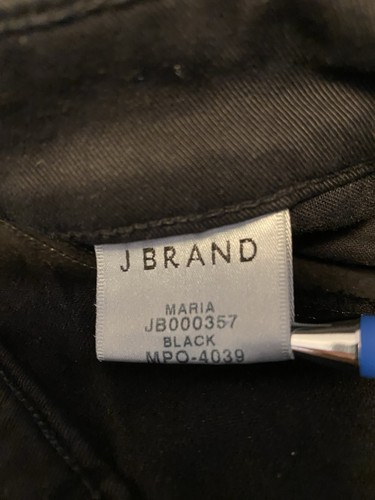 J BRAND
MARIA
JB000357
BLACK
MPO-4039